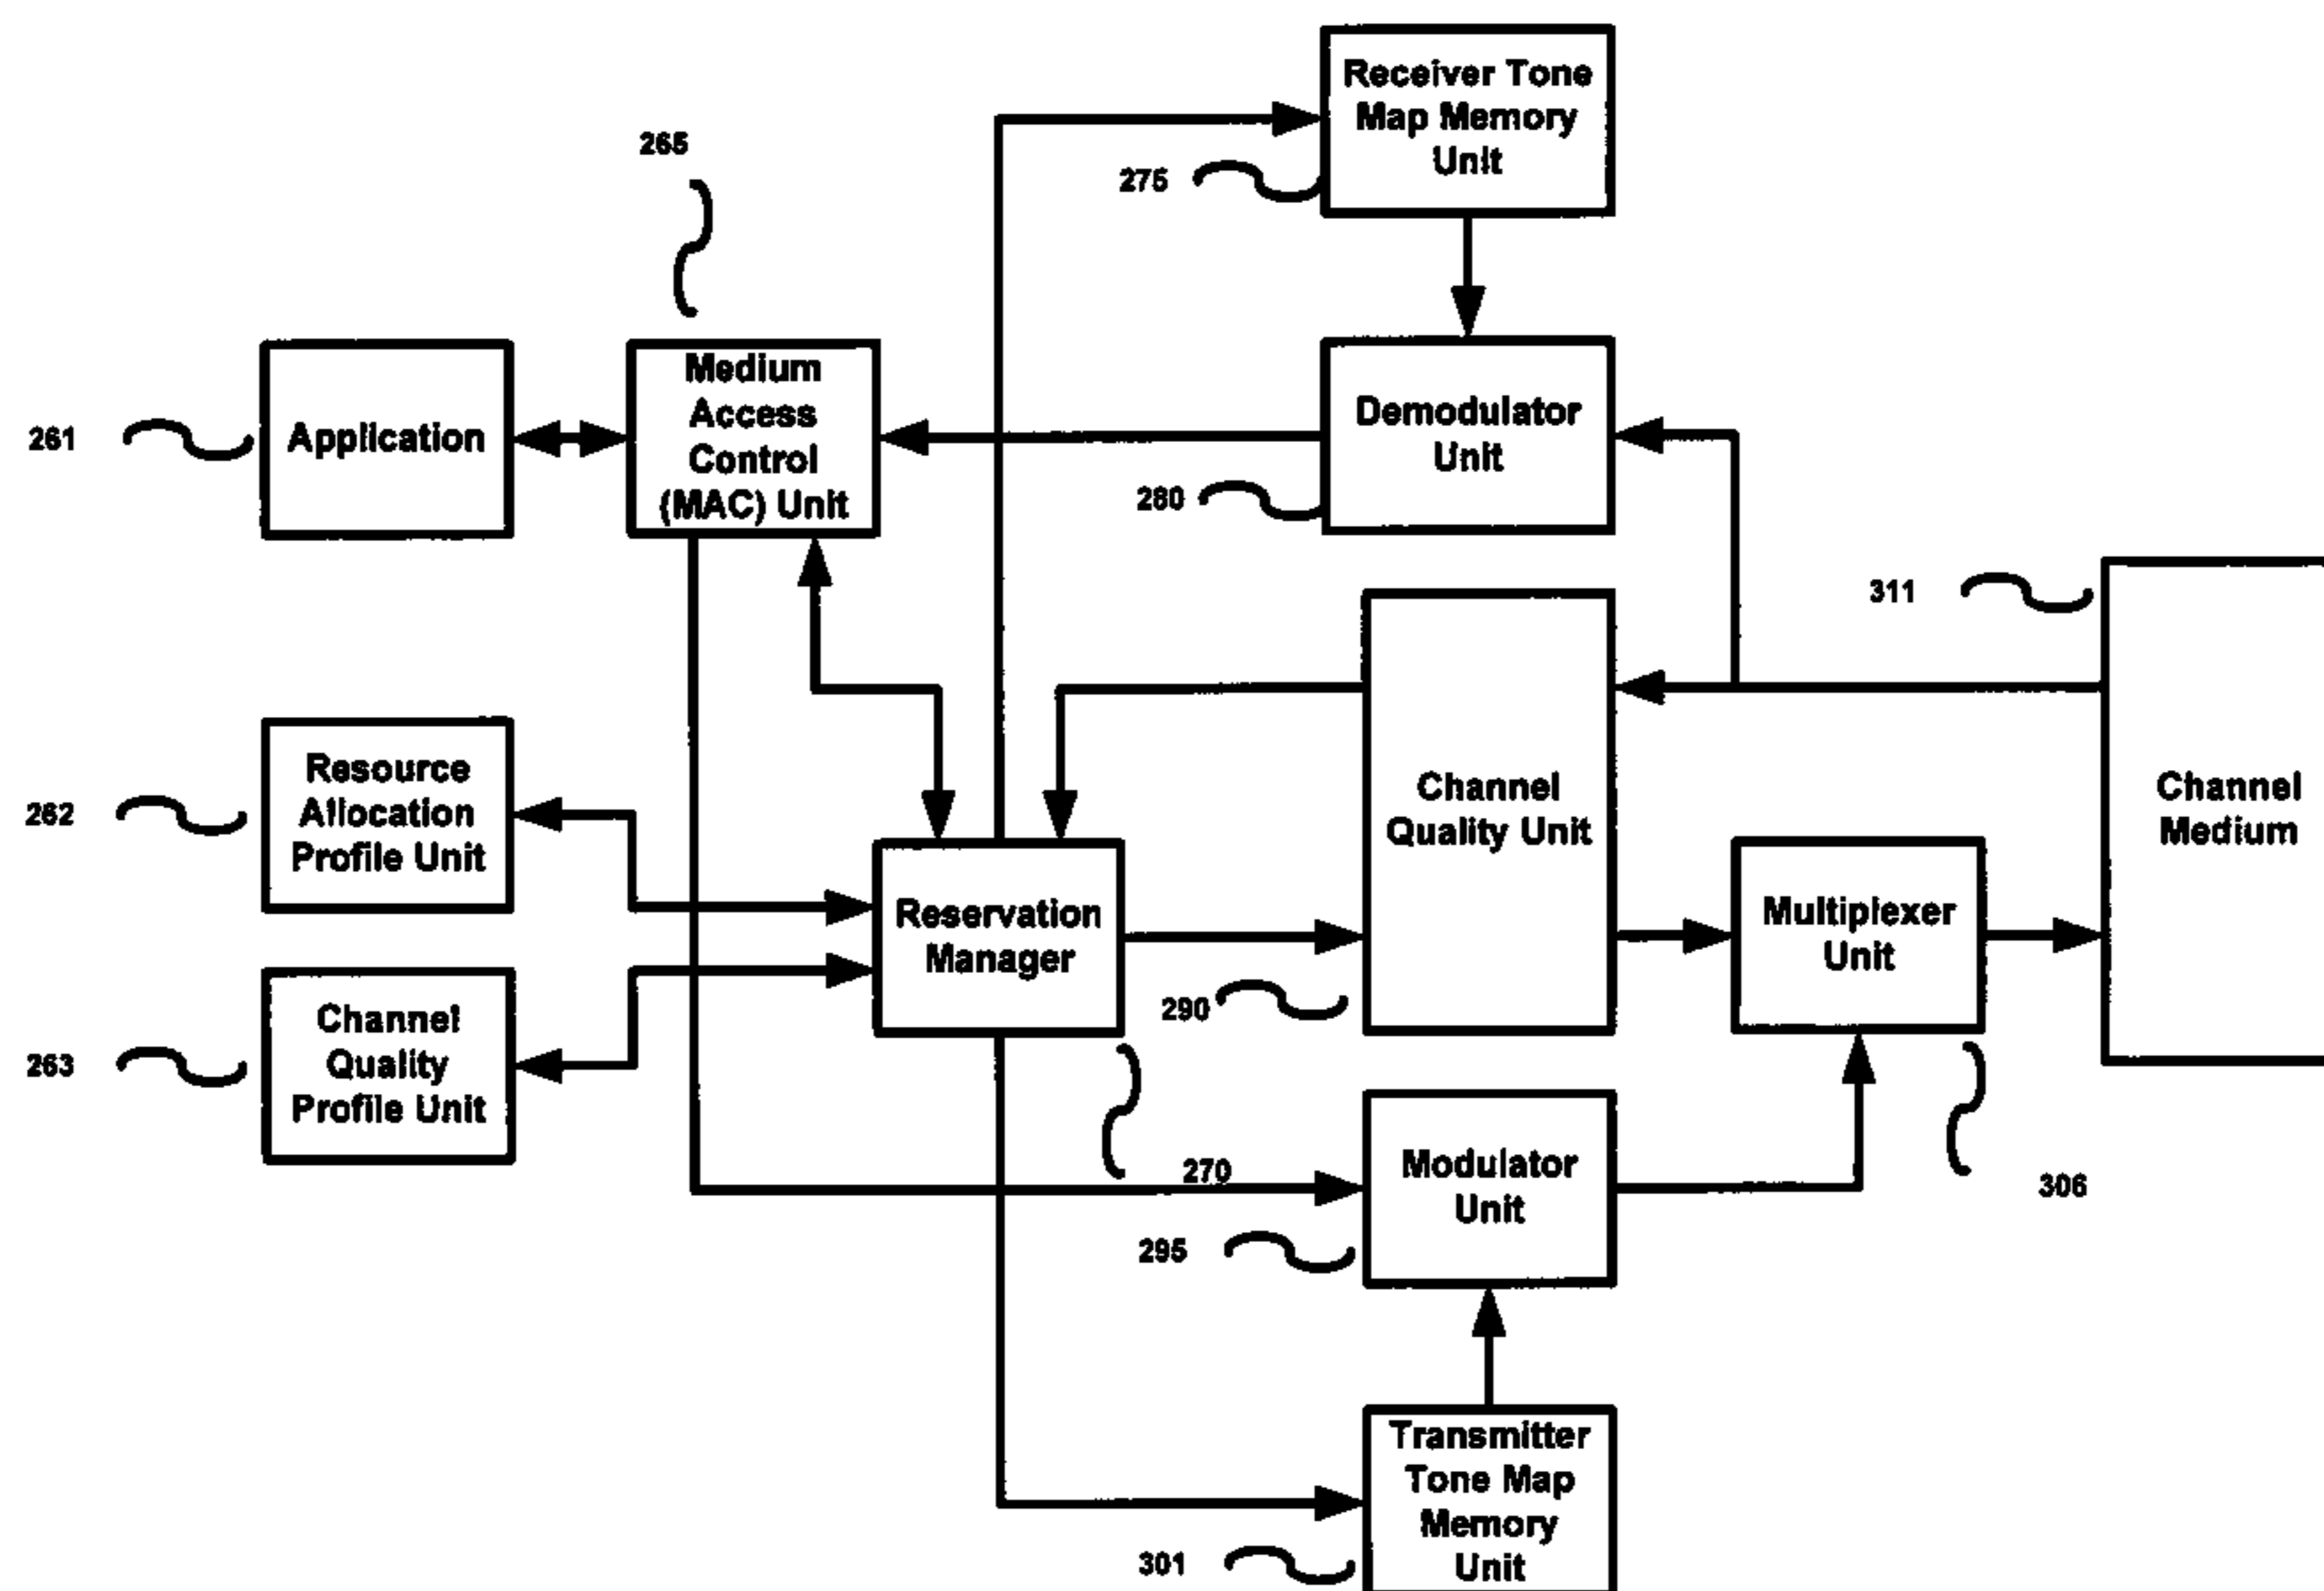 Receiver Tone
Map Memory
Unit
265
275
Medium
Access
Control
(MAC) Unit
261
Application
Demodulator
Unit
280
311
Channel
Medium
Resource
Allocation
Profile Unit
262
Channel
Quality Unit
Reservation
Manager
Multiplexer
Unit
290
Channel
Quality
Profile Unit
263
270
Modulator
Unit
306
295
Transmitter
Tone Map
Memory
Unit
301